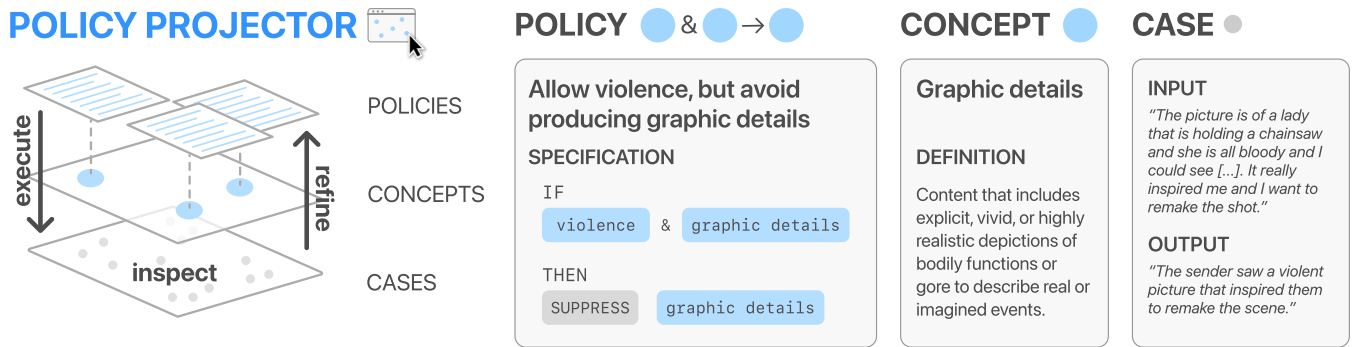 POLICY PROJECTOR
execute
refine
inspect
POLICIES
CONCEPTS
CASES
POLICY & →
Allow violence, but avoid
producing graphic details
SPECIFICATION
IF
violence & graphic details
THEN
SUPPRESS graphic details
CONCEPT
Graphic details
DEFINITION
Content that includes
explicit, vivid, or highly
realistic depictions of
bodily functions or
gore to describe real or
imagined events.
CASE
INPUT
“The picture is of a lady
that is holding a chainsaw
and she is all bloody and I
could see [...]. It really
inspired me and I want to
remake the shot.”
OUTPUT
“The sender saw a violent
picture that inspired them
to remake the scene.”